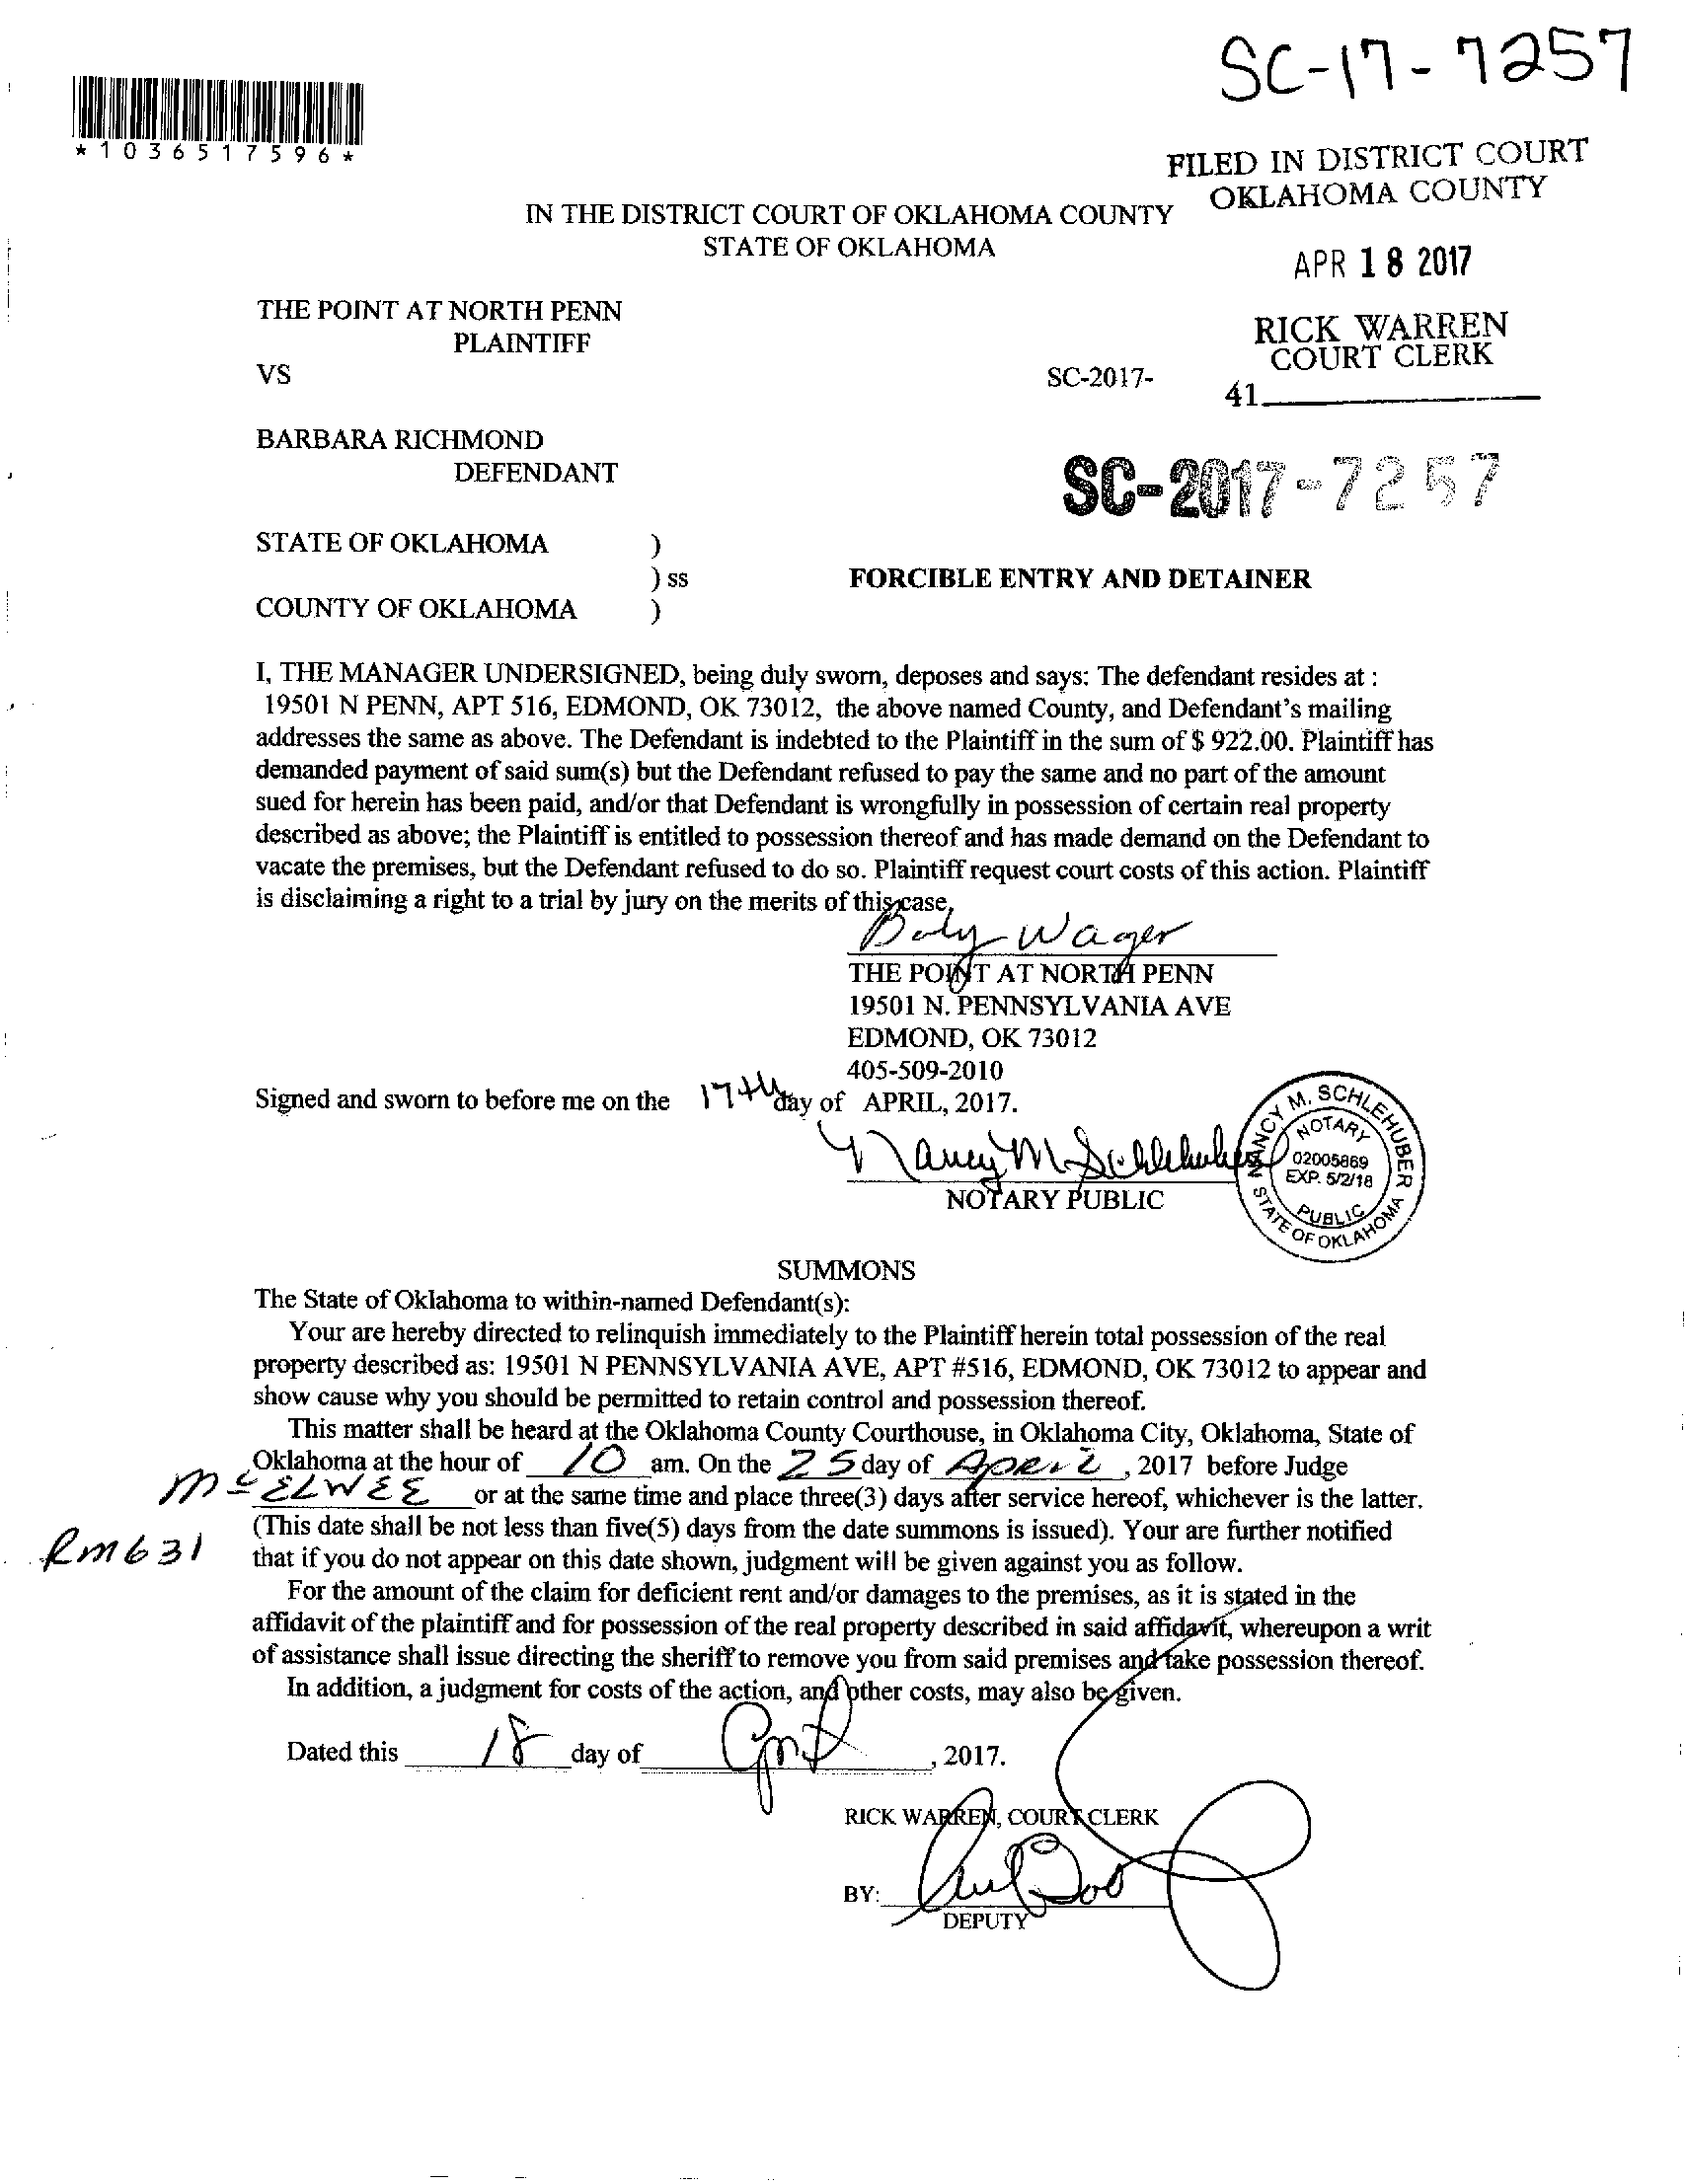 SC-17-7257
*1036517596*
FILED IN DISTRICT COURT
OKLAHOMA COUNTY
IN THE DISTRICT COURT OF OKLAHOMA COUNTY
STATE OF OKLAHOMA
APR 18 2017
THE POINT AT NORTH PENN
PLAINTIFF
RICK WARREN
COURT CLERK
VS
SC-2017-
41
BARBARA RICHMOND
DEFENDANT
SC-2017-7257
STATE OF OKLAHOMA )
) ss FORCIBLE ENTRY AND DETAINER
COUNTY OF OKLAHOMA )
I, THE MANAGER UNDERSIGNED, being duly sworn, deposes and says: The defendant resides at :
19501 N PENN, APT 516, EDMOND, OK 73012, the above named County, and Defendant's mailing
addresses the same as above. The Defendant is indebted to the Plaintiff in the sum of $ 922.00. Plaintiff has
demanded payment of said sum(s) but the Defendant refused to pay the same and no part of the amount
sued for herein has been paid, and/or that Defendant is wrongfully in possession of certain real property
described as above; the Plaintiff is entitled to possession thereof and has made demand on the Defendant to
vacate the premises, but the Defendant refused to do so. Plaintiff request court costs of this action. Plaintiff
is disclaiming a right to a trial by jury on the merits of this case.
Wager
THE POINT AT NORTH PENN
19501 N. PENNSYLVANIA AVE
EDMOND, OK 73012
405-509-2010
Signed and sworn to before me on the 17th day of APRIL, 2017.
Nancy M. Schlehuber
NOTARY PUBLIC
NANCY M. SCHLEHUBER
NOTARY
02005869
EXP. 5/2/18
PUBLIC
STATE OF OKLAHOMA
SUMMONS
The State of Oklahoma to within-named Defendant(s):
Your are hereby directed to relinquish immediately to the Plaintiff herein total possession of the real
property described as: 19501 N PENNSYLVANIA AVE, APT #516, EDMOND, OK 73012 to appear and
show cause why you should be permitted to retain control and possession thereof.
This matter shall be heard at the Oklahoma County Courthouse, in Oklahoma City, Oklahoma, State of
Oklahoma at the hour of 10 am. On the 25 day of April, 2017 before Judge
McELWEE or at the same time and place three(3) days after service hereof, whichever is the latter.
(This date shall be not less than five(5) days from the date summons is issued). Your are further notified
Rm 631
that if you do not appear on this date shown, judgment will be given against you as follow.
For the amount of the claim for deficient rent and/or damages to the premises, as it is stated in the
affidavit of the plaintiff and for possession of the real property described in said affidavit, whereupon a writ
of assistance shall issue directing the sheriff to remove you from said premises and take possession thereof.
In addition, a judgment for costs of the action, and other costs, may also be given.
Dated this 18 day of April, 2017.
RICK WARREN, COURT CLERK
BY:
DEPUTY